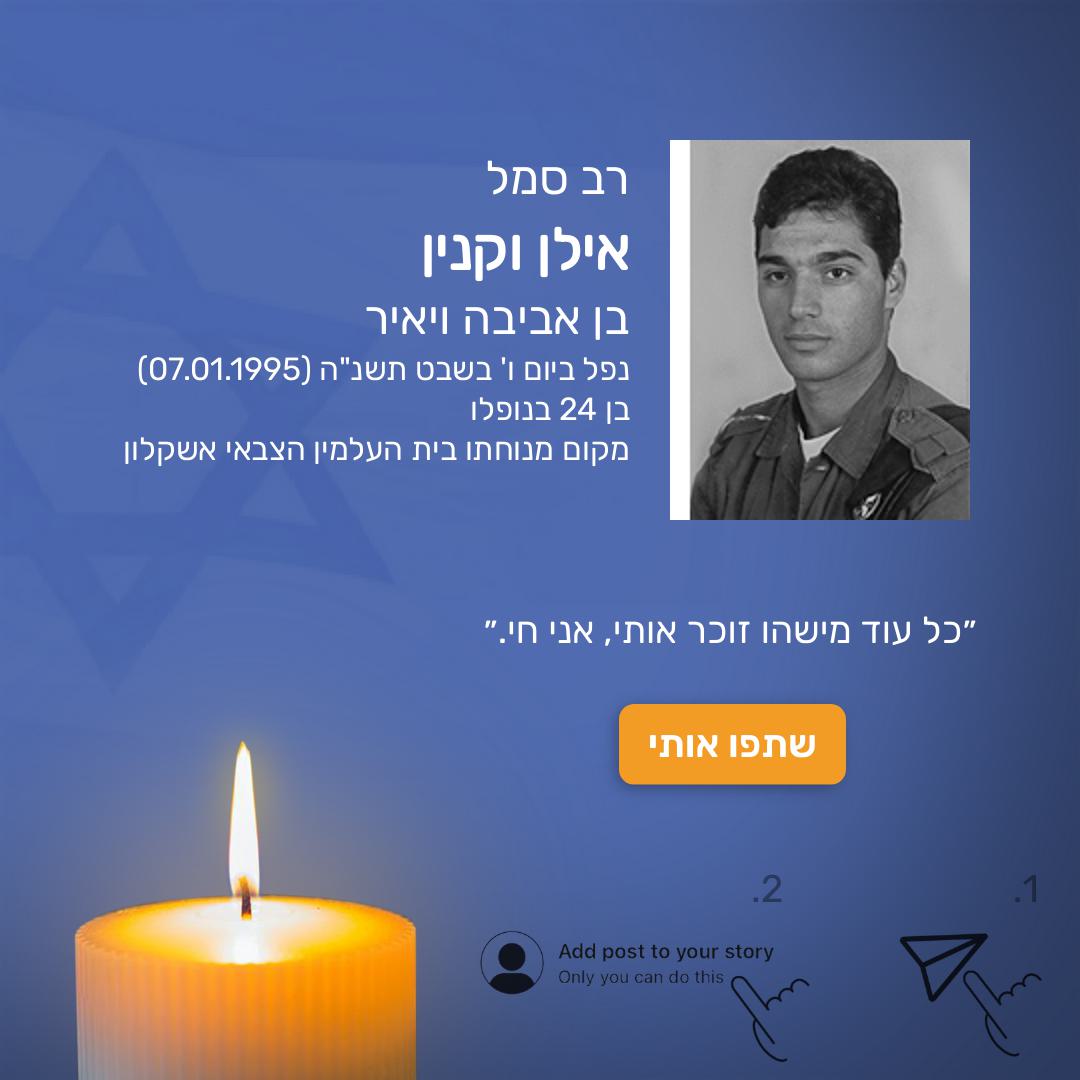 רב סמל
אילן וקנין
בן אביבה ויאיר
נפל ביום ו' בשבט תשנ"ה (07.01.1995)
בן 24 בנופלו
מקום מנוחתו בית העלמין הצבאי אשקלון
״כל עוד מישהו זוכר אותי, אני חי.״
שתפו אותי
.1
.2
Add post to your story
Only you can do this